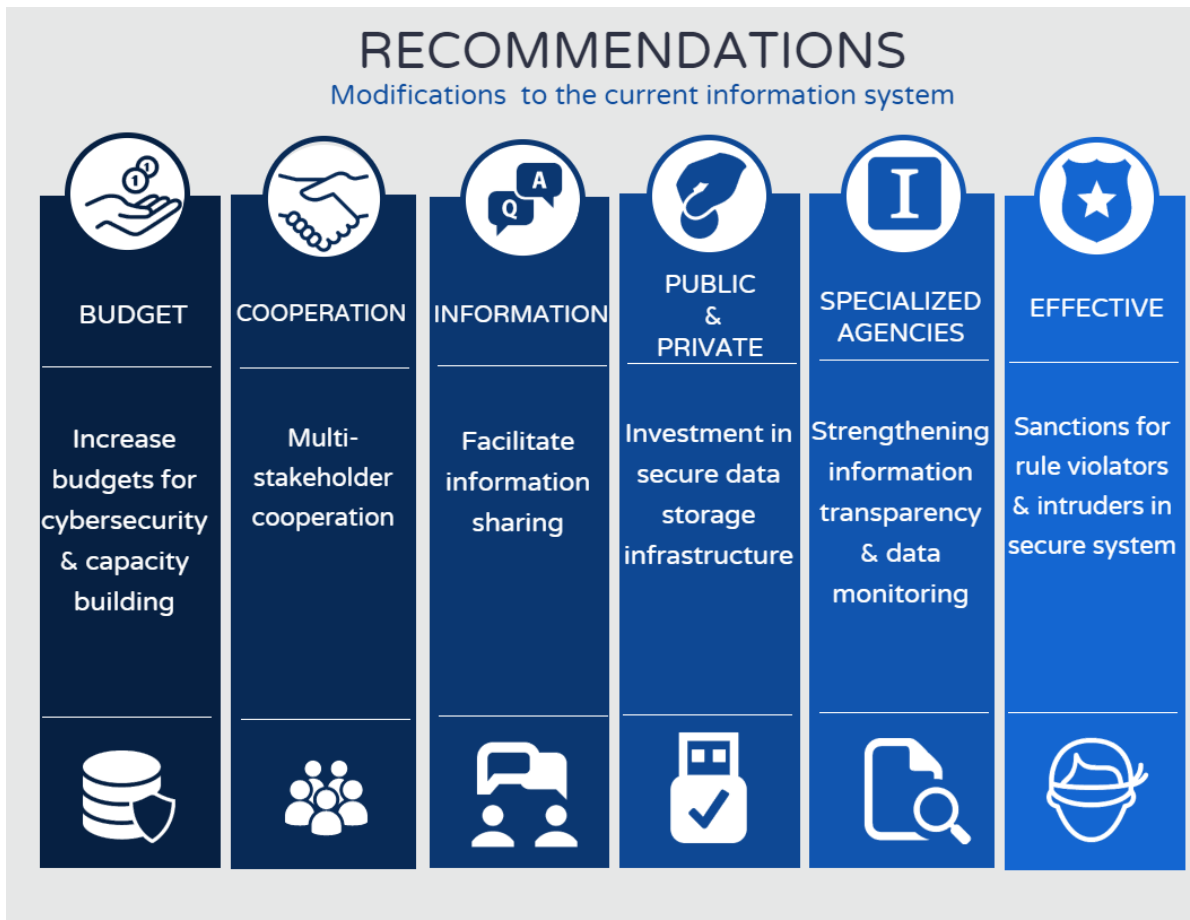 RECOMMENDATIONS
Modifications to the current information system
1
1
BUDGET
Increase
budgets for
cybersecurity
& capacity
building
COOPERATION
Multi-
stakeholder
cooperation
Q
A
INFORMATION
Facilitate
information
sharing
PUBLIC
&
PRIVATE
Investment in
secure data
storage
infrastructure
I
SPECIALIZED
AGENCIES
Strengthening
information
transparency
& data
monitoring
EFFECTIVE
Sanctions for
rule violators
& intruders in
secure system